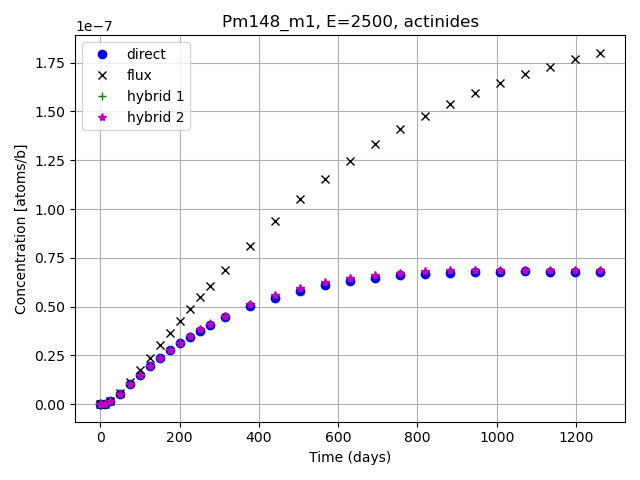 Pm148_m1, E=2500, actinides
1e−7
direct
flux
hybrid 1
hybrid 2
1.75
1.50
1.25
1.00
0.75
0.50
0.25
0.00
Concentration [atoms/b]
0 200 400 600 800 1000 1200
Time (days)